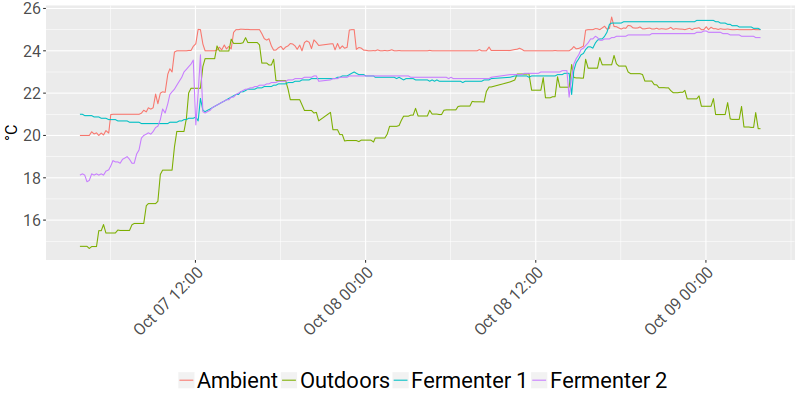 26
24
22
20
18
16
°C
Oct 07 12:00
Oct 08 00:00
Oct 08 12:00
Oct 09 00:00
Ambient Outdoors Fermenter 1 Fermenter 2